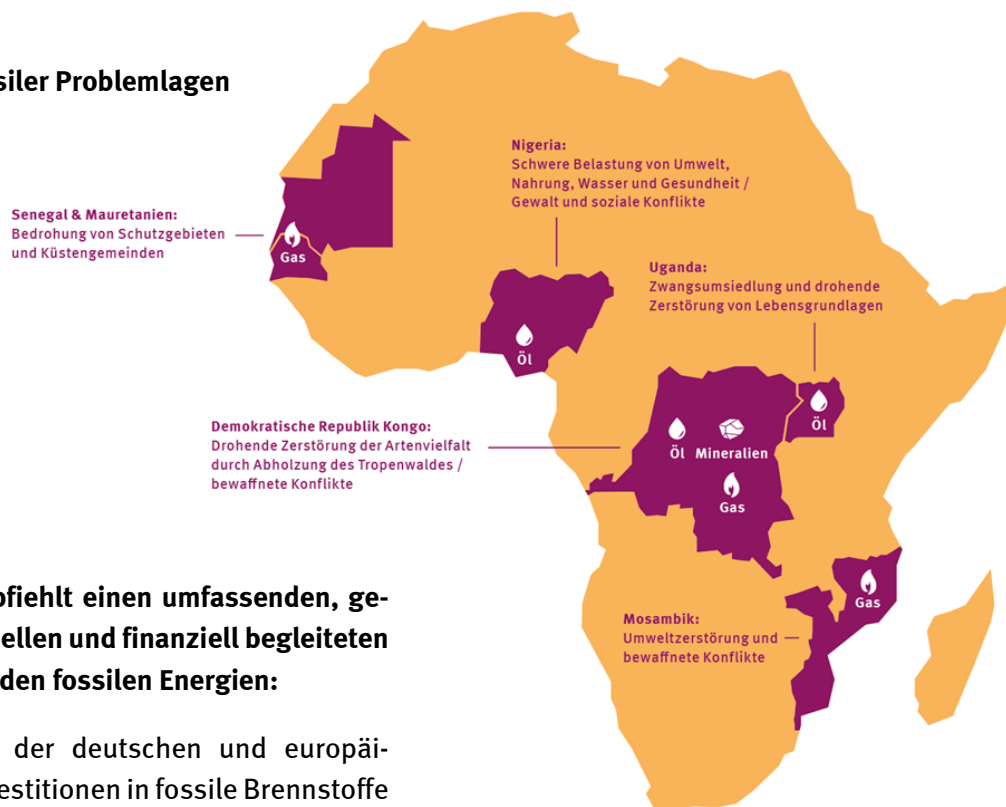 siler Problemlagen
Nigeria:
Schwere Belastung von Umwelt,
Nahrung, Wasser und Gesundheit /
Gewalt und soziale Konflikte
Senegal & Mauretanien:
Bedrohung von Schutzgebieten
und Küstengemeinden
Gas
Uganda:
Zwangsumsiedlung und drohende
Zerstörung von Lebensgrundlagen
Öl
Öl
Demokratische Republik Kongo:
Drohende Zerstörung der Artenvielfalt
durch Abholzung des Tropenwaldes /
bewaffnete Konflikte
Öl Mineralien
Gas
Gas
Mosambik:
Umweltzerstörung und
bewaffnete Konflikte
pfiehlt einen umfassenden, ge-
ellen und finanziell begleiteten
den fossilen Energien:
der deutschen und europäi-
estitionen in fossile Brennstoffe